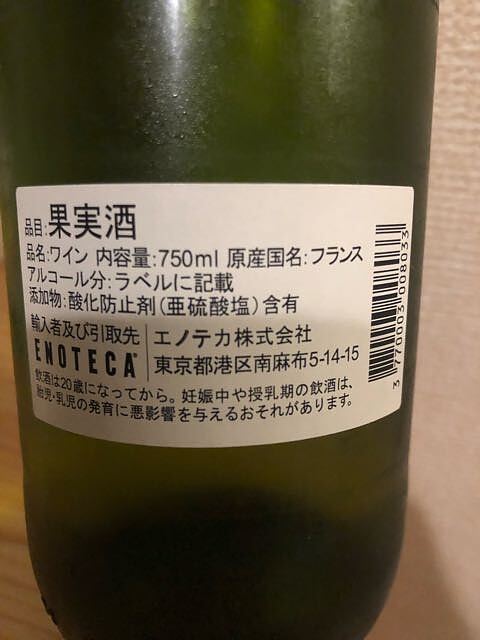 品目:果実酒
品名:ワイン 内容量:750ml 原産国名:フランス
アルコール分:ラベルに記載
添加物:酸化防止剤(亜硫酸塩)含有
輸入者及び引取先 エノテカ株式会社
ENOTECA 東京都港区南麻布5-14-15
飲酒は20歳になってから。妊娠中や授乳期の飲酒は、
胎児・乳児の発育に悪影響を与えるおそれがあります。
3 770003 008033